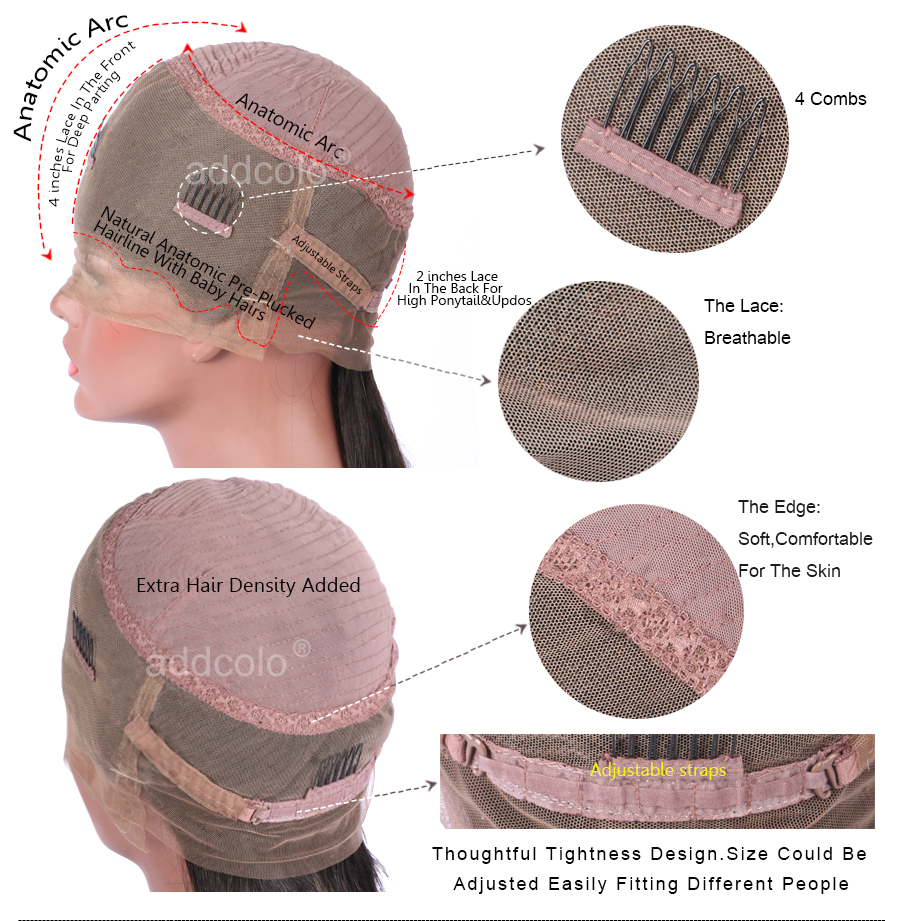 Anatomic Arc
4 inches Lace In The Front
For Deep Parting
Anatomic Arc
addcolo®
Natural Anatomic Pre-Plucked
Hairline With Baby Hairs
Adjustable Straps
2 inches Lace
In The Back For
High Ponytail&Updos
4 Combs
The Lace:
Breathable
Extra Hair Density Added
addcolo®
The Edge:
Soft,Comfortable
For The Skin
Adjustable straps
Thoughtful Tightness Design.Size Could Be
Adjusted Easily Fitting Different People